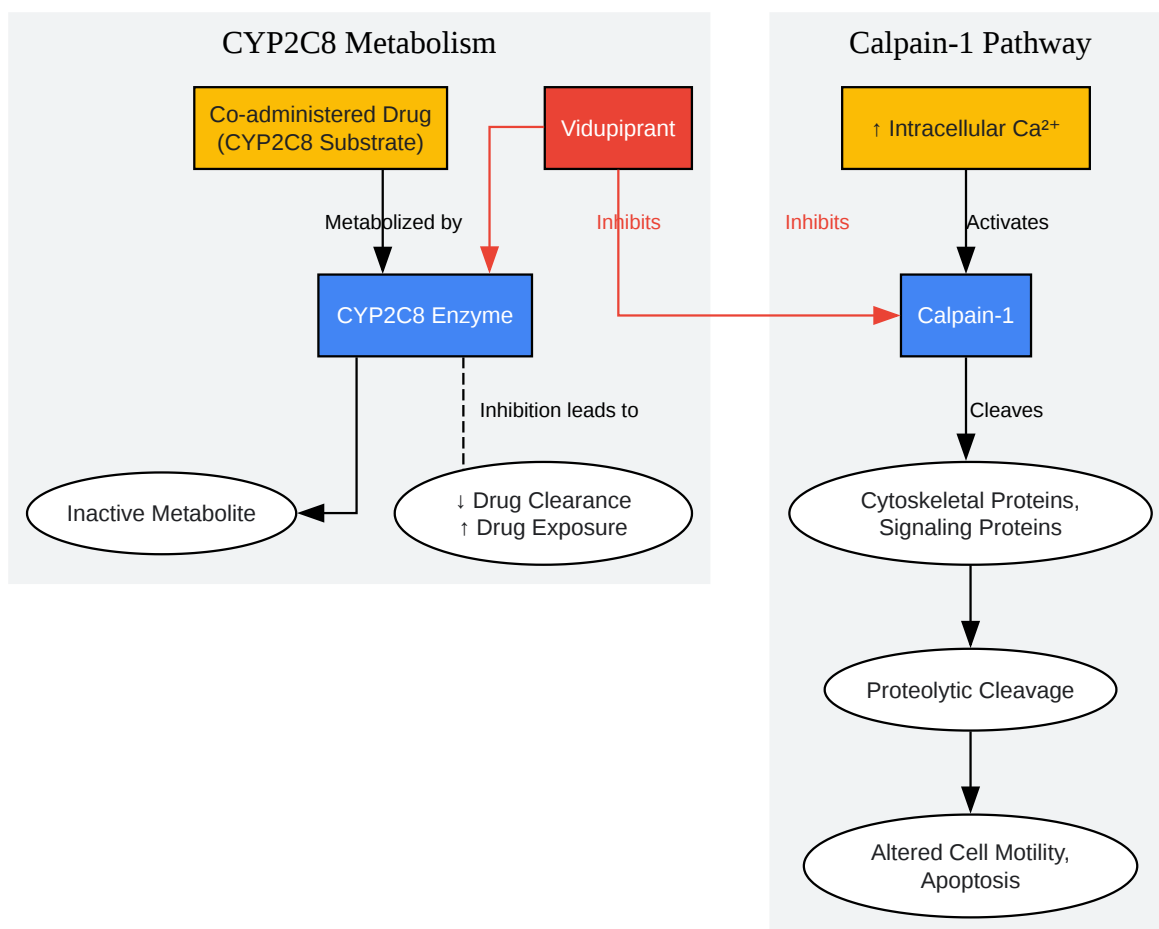 CYP2C8 Metabolism
Calpain-1 Pathway
Co-administered Drug
(CYP2C8 Substrate)
Vidupiprant
↑ Intracellular Ca²⁺
Metabolized by
Inhibits
Inhibits
Activates
CYP2C8 Enzyme
Calpain-1
Inhibition leads to
Cleaves
Inactive Metabolite
↓ Drug Clearance
↑ Drug Exposure
Cytoskeletal Proteins,
Signaling Proteins
Proteolytic Cleavage
Altered Cell Motility,
Apoptosis